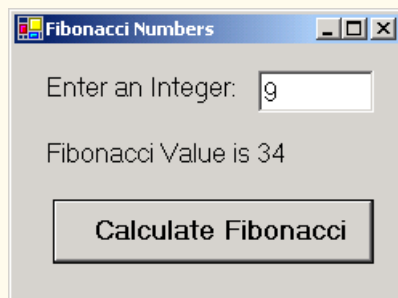 Fibonacci Numbers
Enter an Integer: 9
Fibonacci Value is 34
Calculate Fibonacci